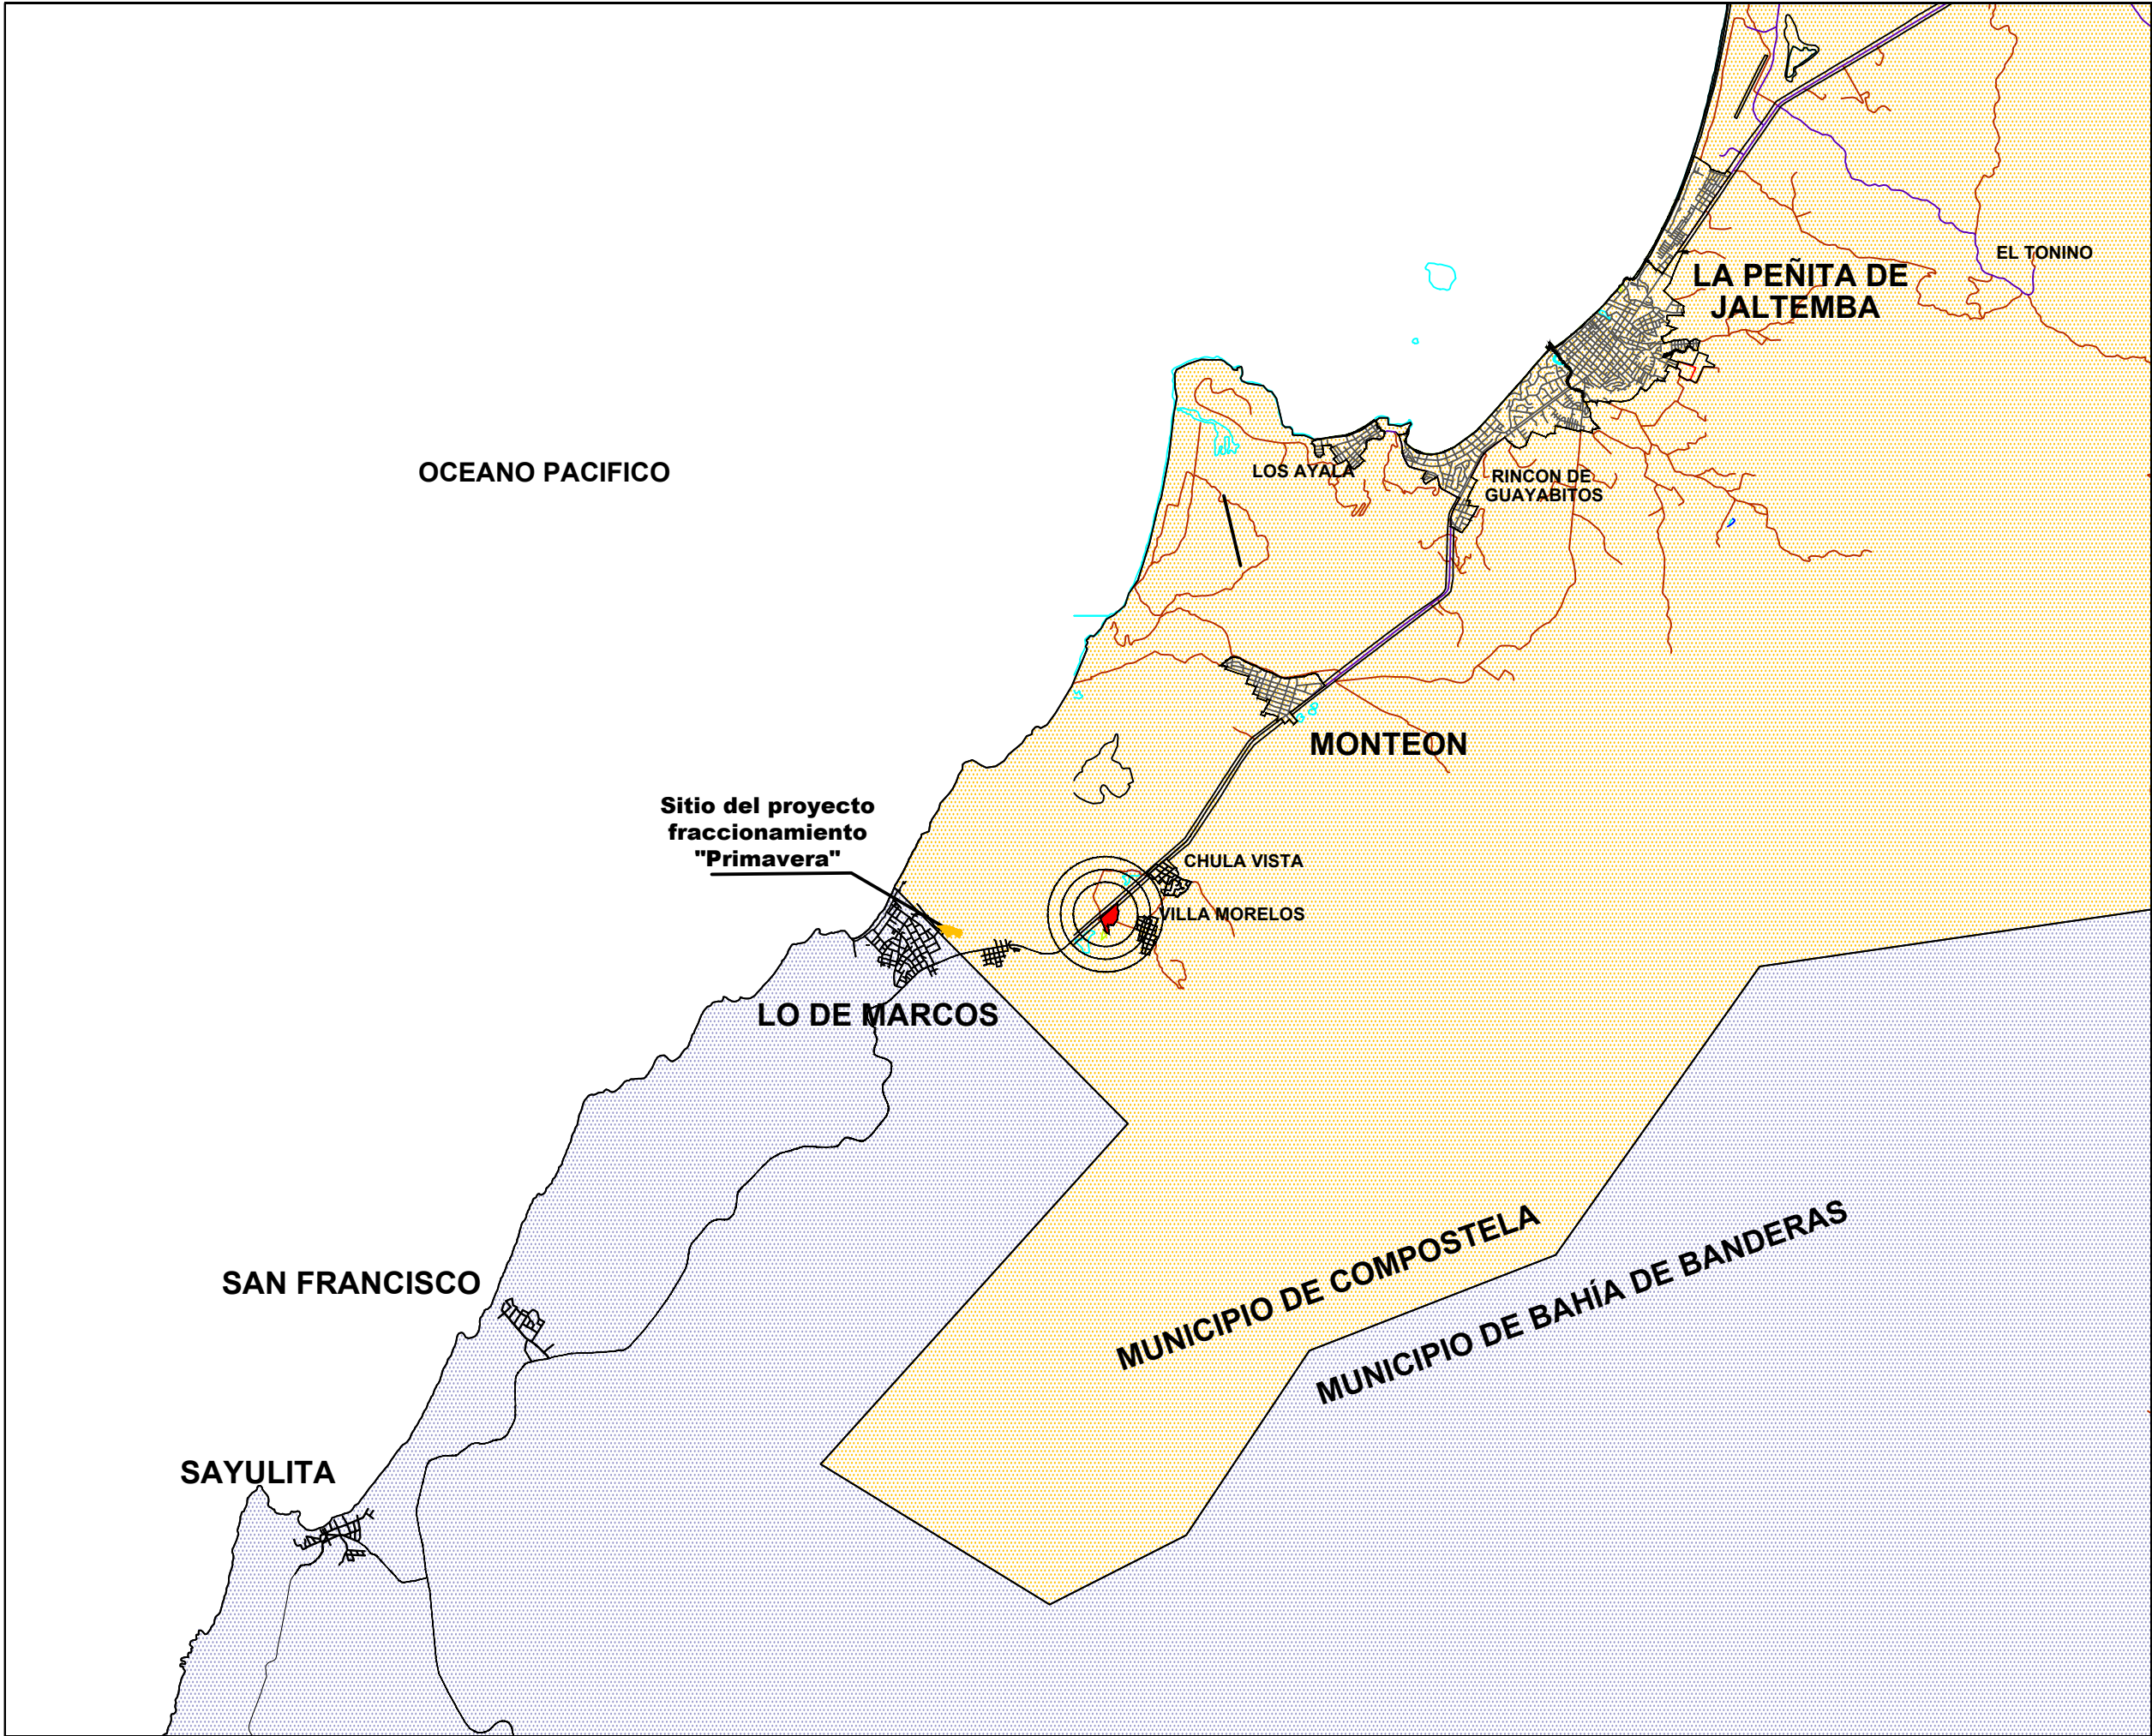 EL TONINO
LA PEÑITA DE
JALTEMBA
OCEANO PACIFICO
LOS AYALA
RINCON DE
GUAYABITOS
MONTEON
Sitio del proyecto
fraccionamiento
"Primavera"
CHULA VISTA
VILLA MORELOS
LO DE MARCOS
MUNICIPIO DE COMPOSTELA
MUNICIPIO DE BAHÍA DE BANDERAS
SAN FRANCISCO
SAYULITA